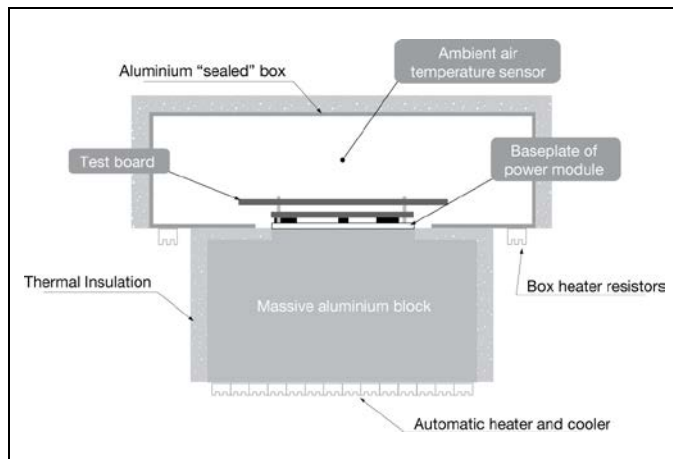 Ambient air
temperature sensor
Aluminium “sealed” box
Test board
Baseplate of
power module
Thermal Insulation
Box heater resistors
Massive aluminium block
Automatic heater and cooler